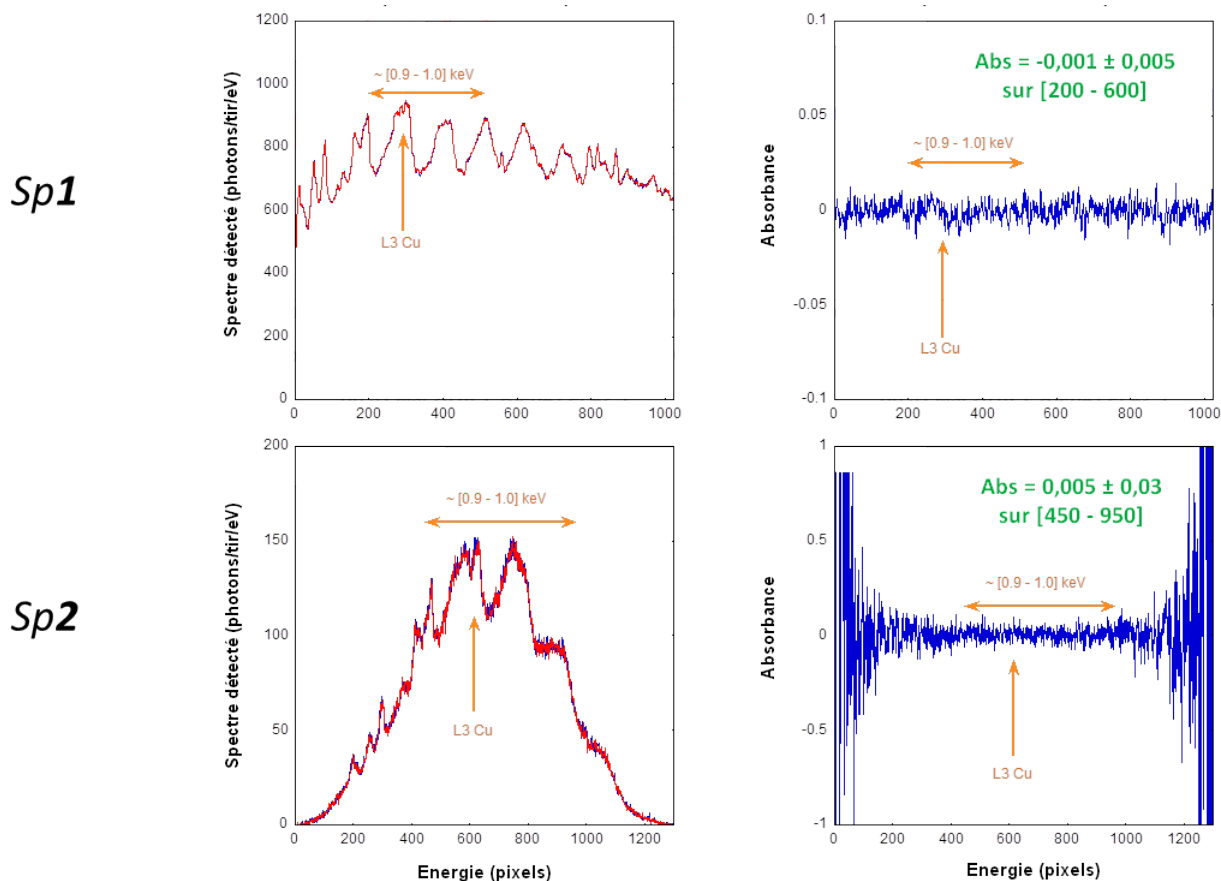 Sp1
Spectre détecté (photons/tir/eV)
1200
1000
800
600
400
200
0
~ [0.9 - 1.0] keV
L3 Cu
0 200 400 600 800 1000
Absorbance
0.1
0.05
0
-0.05
-0.1
Abs = -0,001 ± 0,005
sur [200 - 600]
~ [0.9 - 1.0] keV
L3 Cu
0 200 400 600 800 1000
Sp2
Spectre détecté (photons/tir/eV)
200
150
100
50
0
~ [0.9 - 1.0] keV
L3 Cu
0 200 400 600 800 1000 1200
Energie (pixels)
Absorbance
1
0.5
0
-0.5
-1
Abs = 0,005 ± 0,03
sur [450 - 950]
~ [0.9 - 1.0] keV
L3 Cu
0 200 400 600 800 1000 1200
Energie (pixels)